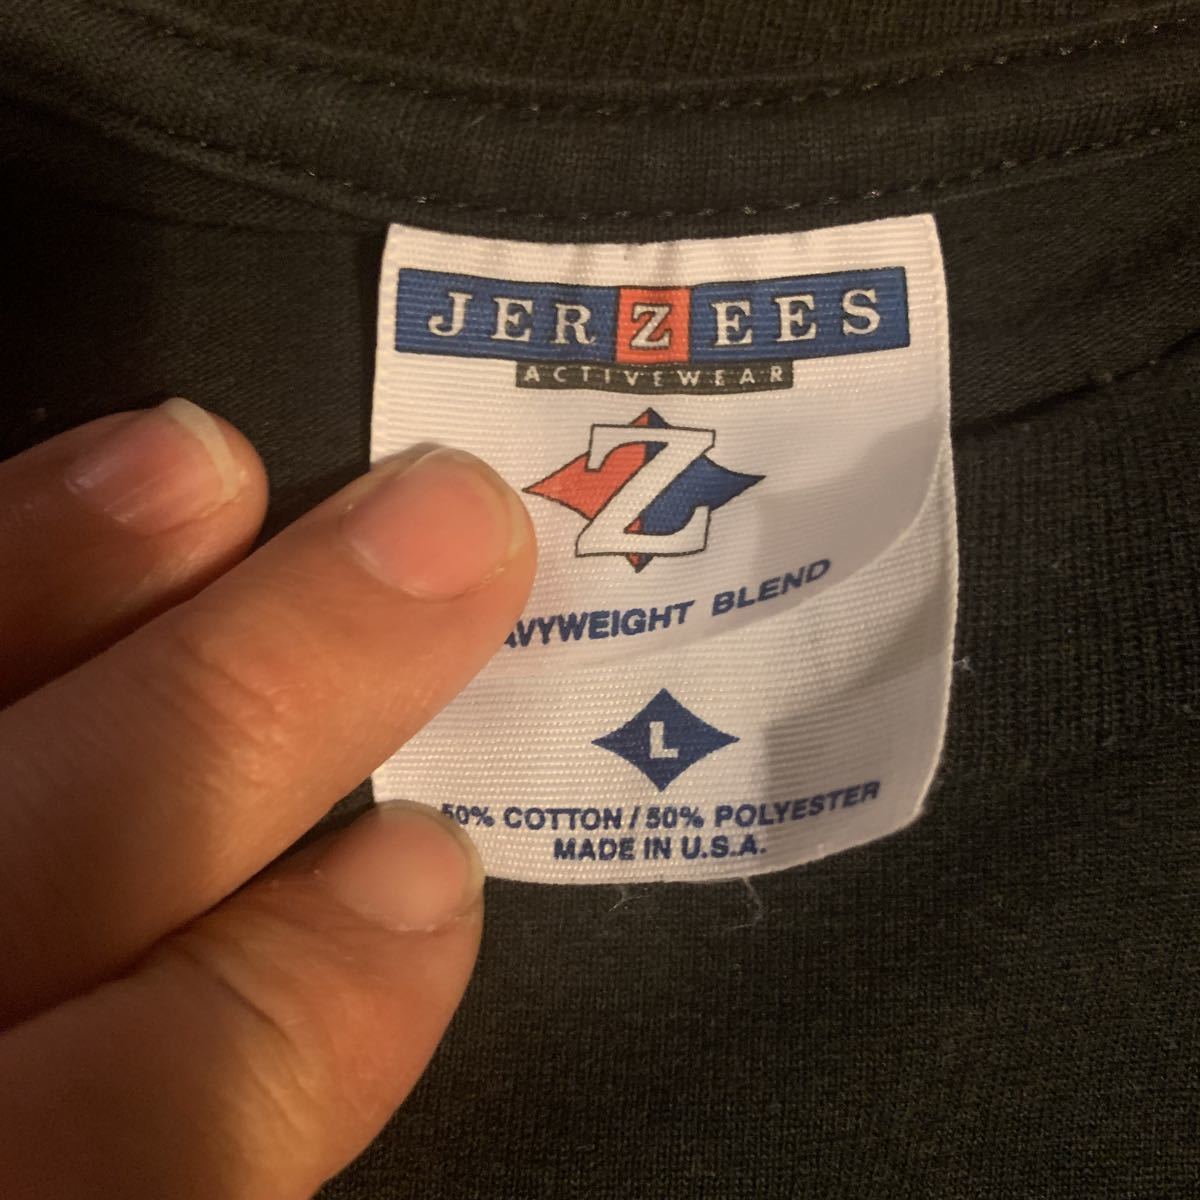 JERZEES
ACTIVEWEAR
Z
AVYWEIGHT BLEND
L
50% COTTON / 50% POLYESTER
MADE IN U.S.A.